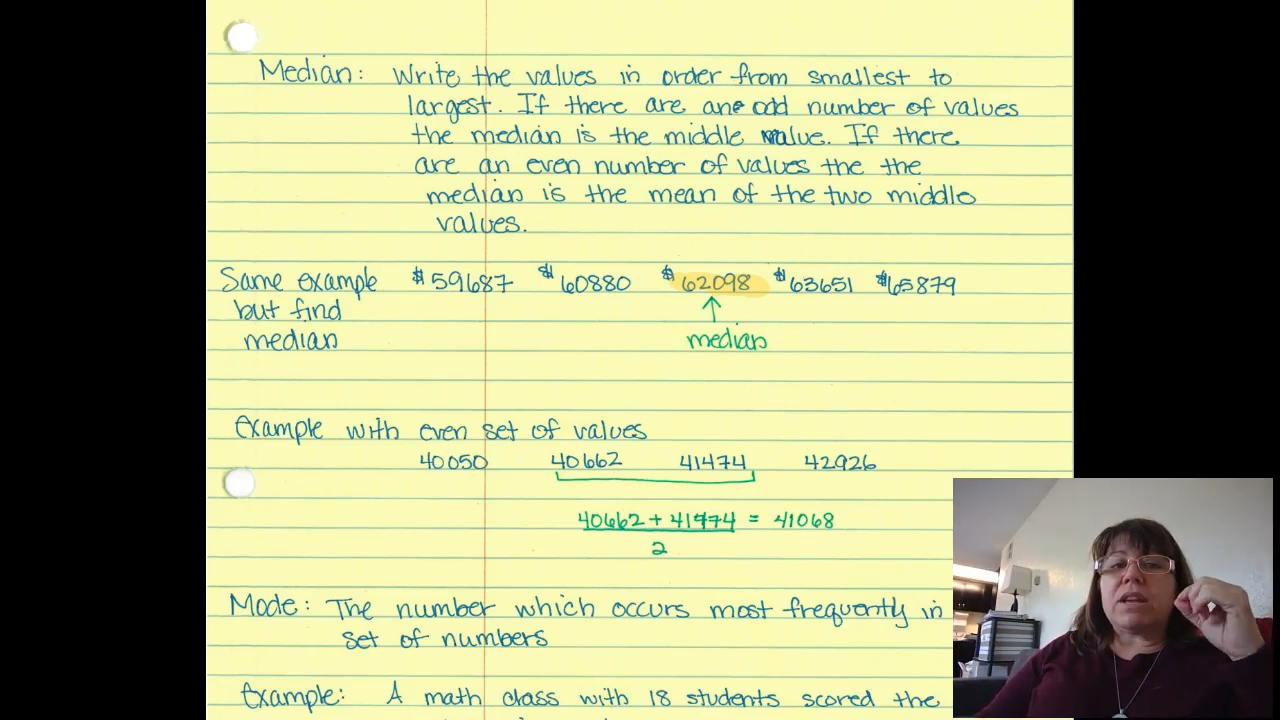 Median: Write the values in order from smallest to
largest. If there are an odd number of values
the median is the middle value. If there
are an even number of values the the
median is the mean of the two middle
values.
Same example $59687 $60880 $62098 $63651 $65879
but find
median
median
Example with even set of values
40050 40662 41474 42926
40662 + 41474 = 41068
2
Mode: The number which occurs most frequently in
set of numbers
Example: A math class with 18 students scored the